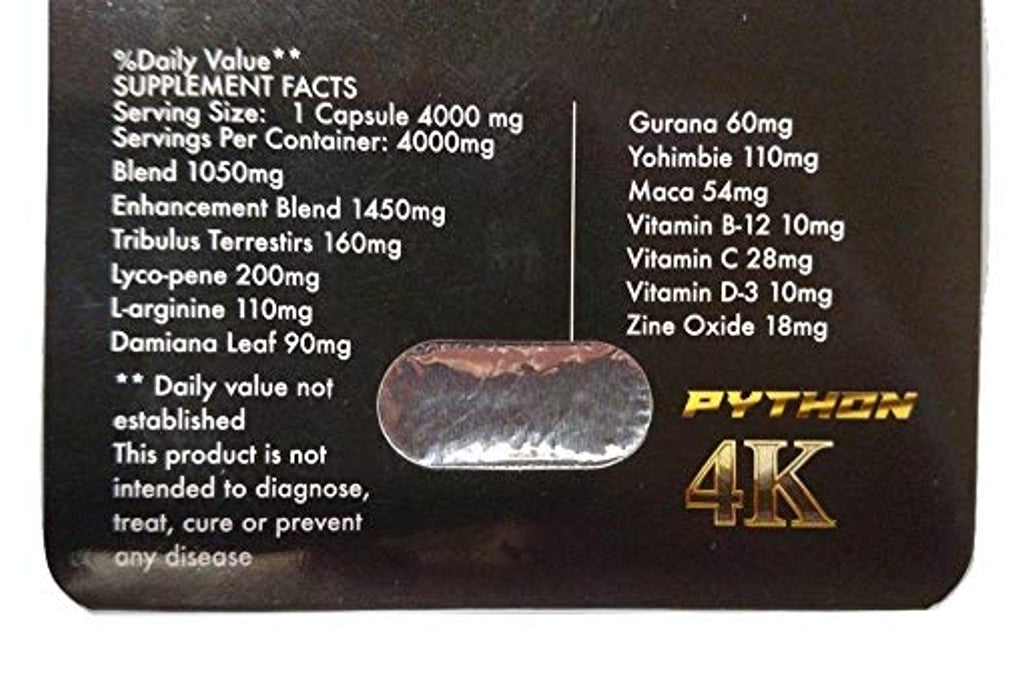 %Daily Value**
SUPPLEMENT FACTS
Serving Size: 1 Capsule 4000 mg
Servings Per Container: 4000mg
Blend 1050mg
Enhancement Blend 1450mg
Tribulus Terrestirs 160mg
Lyco-pene 200mg
L-arginine 110mg
Damiana Leaf 90mg
** Daily value not
established
This product is not
intended to diagnose,
treat, cure or prevent
any disease
Gurana 60mg
Yohimbie 110mg
Maca 54mg
Vitamin B-12 10mg
Vitamin C 28mg
Vitamin D-3 10mg
Zine Oxide 18mg
PYTHON
4K